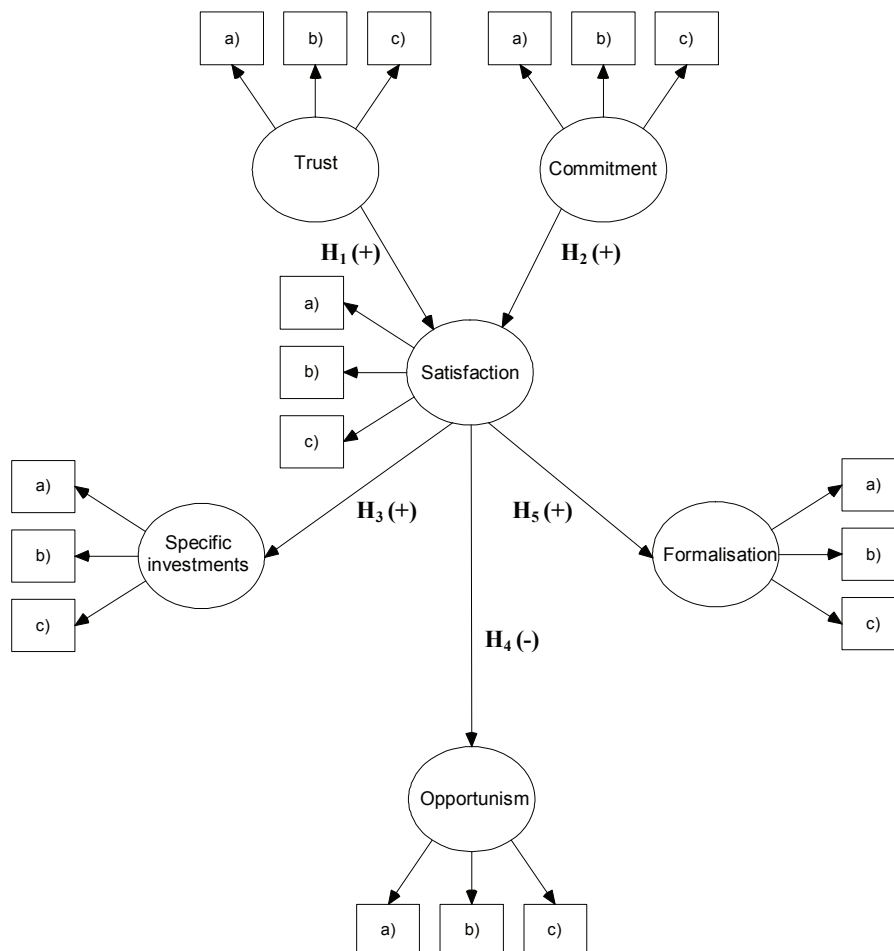 a) b) c) a) b) c)
Trust
Commitment
H₁ (+) H₂ (+)
a)
b)
c)
Satisfaction
H₃ (+) H₅ (+)
a)
b)
c)
Specific
investments
Formalisation
a)
b)
c)
H₄ (-)
Opportunism
a) b) c)